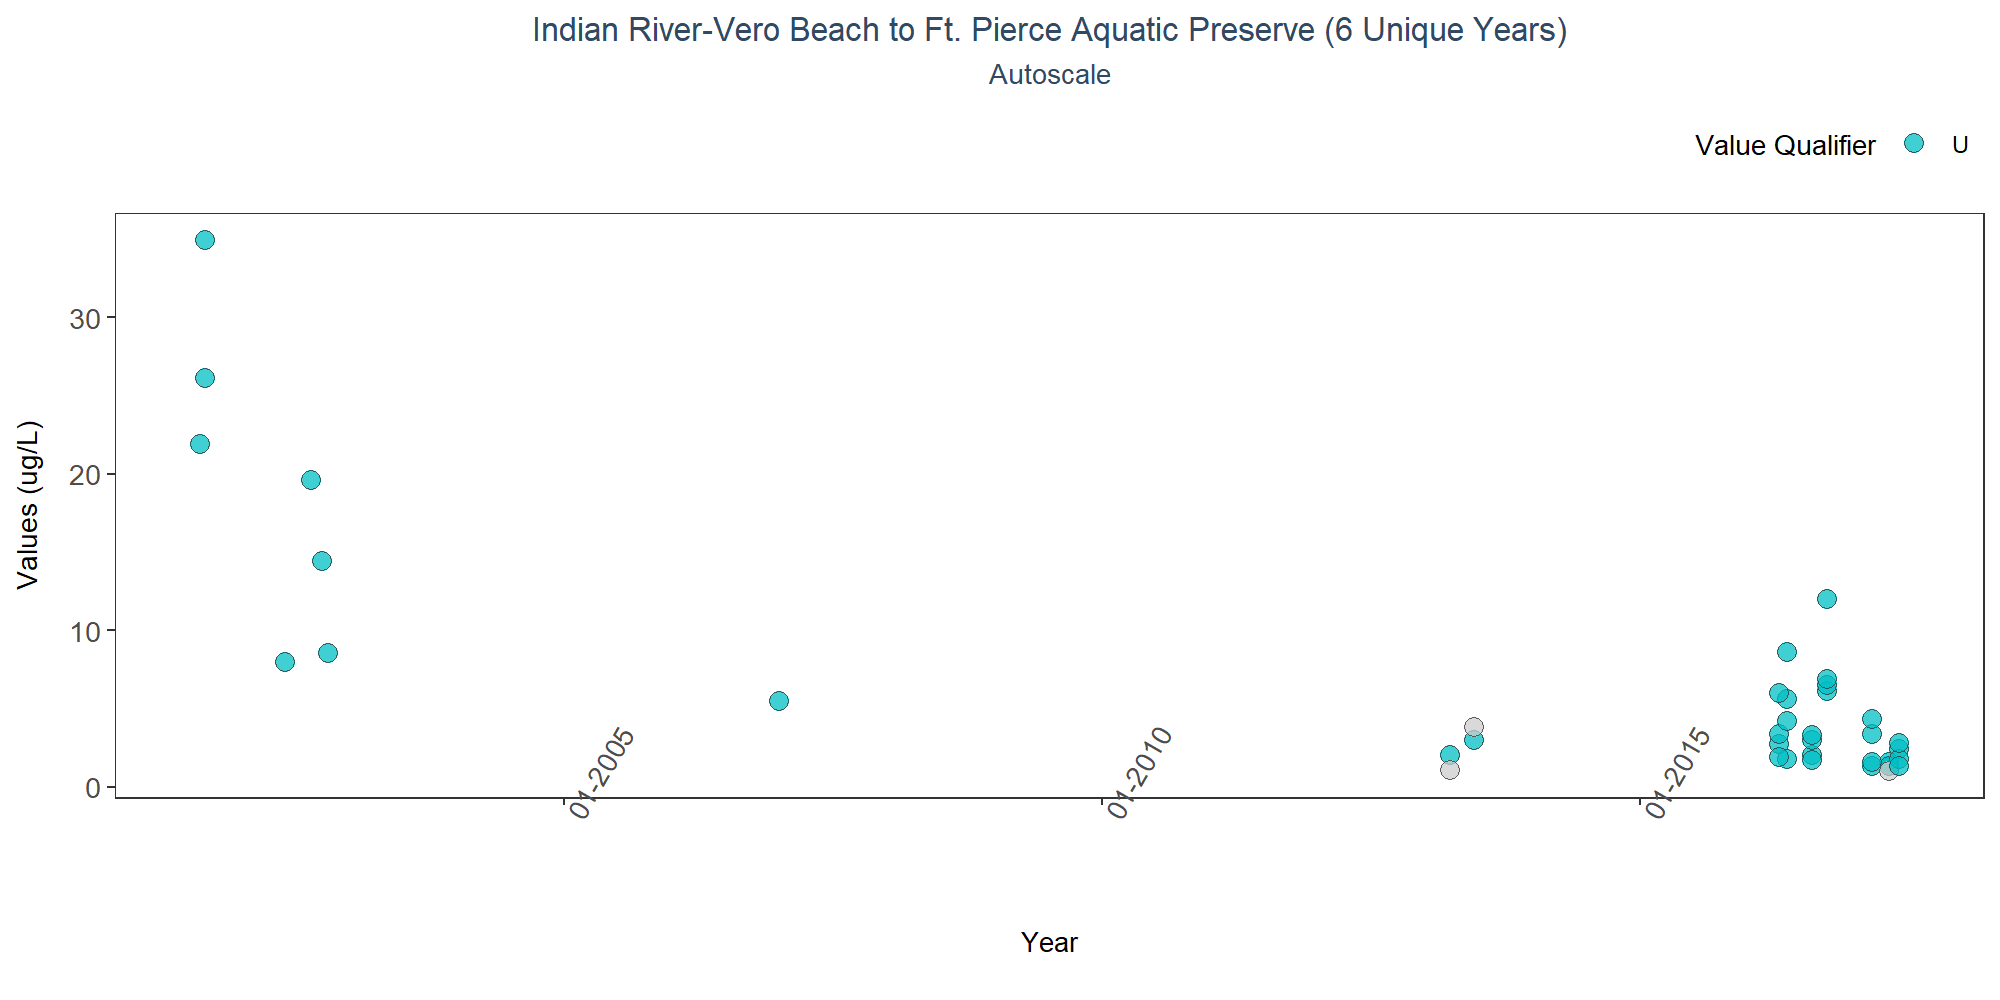 Indian River-Vero Beach to Ft. Pierce Aquatic Preserve (6 Unique Years)
Autoscale
Value Qualifier U
Values (ug/L)
30
20
10
0
01-2005
01-2010
01-2015
Year